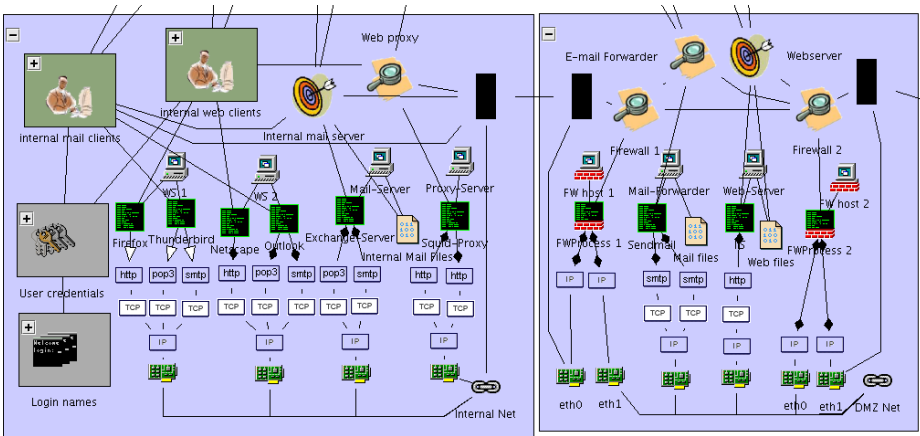 Web proxy
E-mail Forwarder
Webserver
internal mail clients
internal web clients
Internal mail server
Firewall 1
Firewall 2
WS 1
WS 2
Mail-Server
Proxy-Server
FW host 1
Mail-Forwarder
Web-Server
FW host 2
Firefox
Thunderbird
Netscape
Outlook
Exchange-Server
Internal Mail Files
Squid-Proxy
FWProcess 1
Sendmail
Mail files
IIS
Web files
FWProcess 2
http
pop3
smtp
http
pop3
smtp
pop3
smtp
http
http
IP
IP
smtp
smtp
http
User credentials
TCP
TCP
TCP
TCP
TCP
TCP
TCP
TCP
TCP
TCP
TCP
TCP
TCP
IP
IP
IP
IP
IP
IP
IP
IP
Welcome
login:
Login names
Internal Net
eth0
eth1
eth0
eth1
DMZ Net